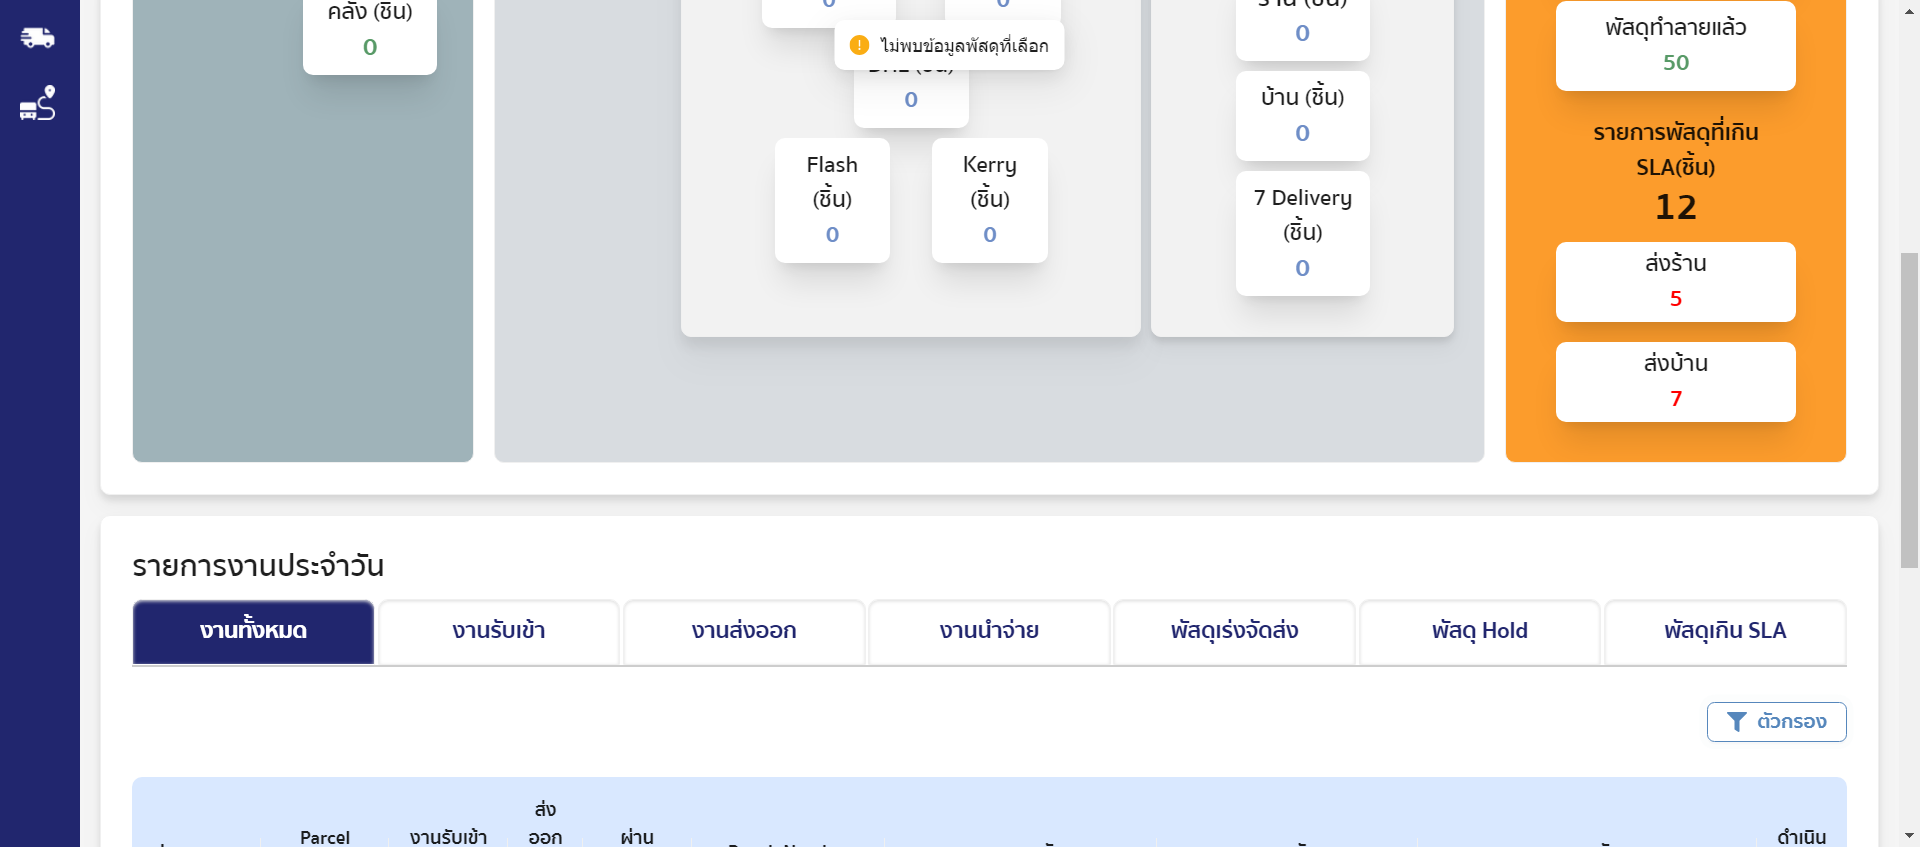 คลัง (ชิ้น)
0
0
0
ไม่พบข้อมูลพัสดุที่เลือก
0
Flash
(ชิ้น)
0
Kerry
(ชิ้น)
0
0
บ้าน (ชิ้น)
0
7 Delivery
(ชิ้น)
0
พัสดุทำลายแล้ว
50
รายการพัสดุที่เกิน
SLA(ชิ้น)
12
ส่งร้าน
5
ส่งบ้าน
7
รายการงานประจำวัน
งานทั้งหมด
งานรับเข้า
งานส่งออก
งานนำจ่าย
พัสดุเร่งจัดส่ง
พัสดุ Hold
พัสดุเกิน SLA
ตัวกรอง
Parcel
งานรับเข้า
ส่ง
ออก
ผ่าน
ดำเนิน